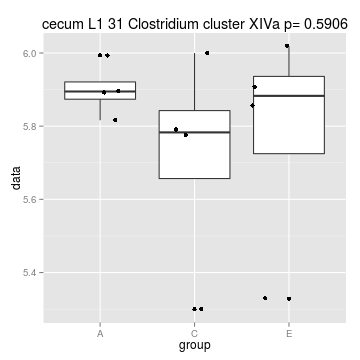 cecum L1 31 Clostridium cluster XIVa p= 0.5906
6.0
5.8
5.6
5.4
data
A C E
group